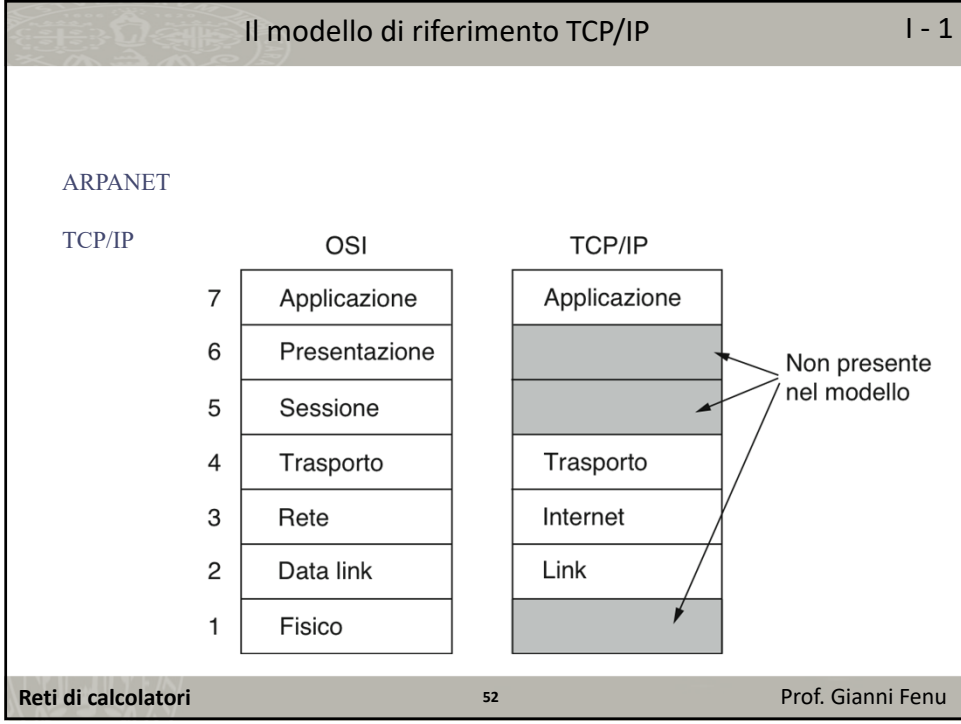 Il modello di riferimento TCP/IP
I - 1
ARPANET
TCP/IP
OSI
TCP/IP
7 Applicazione Applicazione
6 Presentazione
Non presente
nel modello
5 Sessione
4 Trasporto Trasporto
3 Rete Internet
2 Data link Link
1 Fisico
Reti di calcolatori
52
Prof. Gianni Fenu